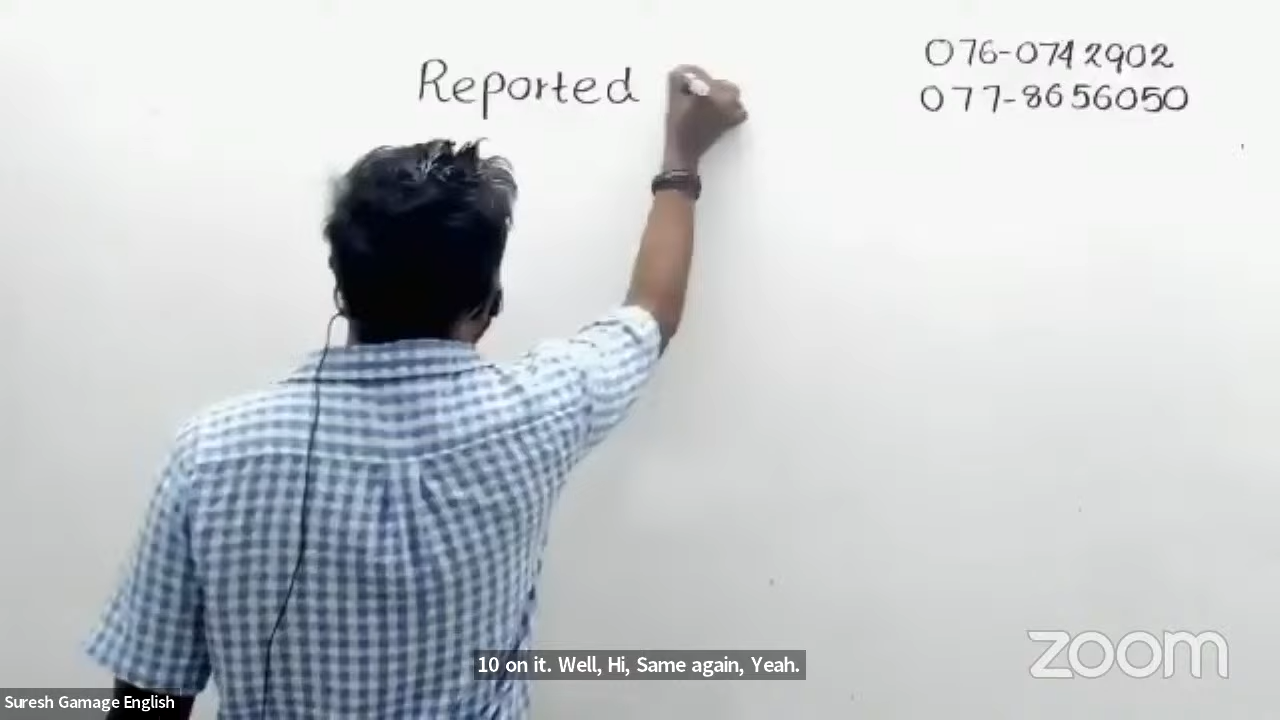 Reported
076-0742902
077-8656050
10 on it. Well, Hi, Same again, Yeah.
zoom
Suresh Gamage English